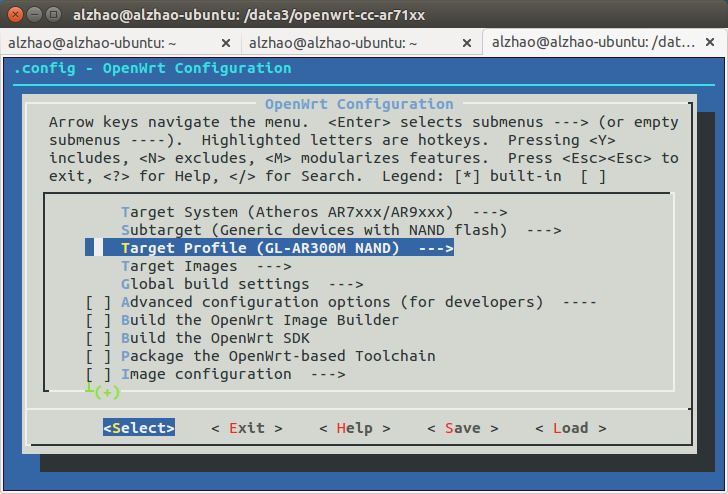 alzhao@alzhao-ubuntu: /data3/openwrt-cc-ar71xx
alzhao@alzhao-ubuntu: ~ × alzhao@alzhao-ubuntu: ~ × alzhao@alzhao-ubuntu: /dat... ×
.config - OpenWrt Configuration
OpenWrt Configuration
Arrow keys navigate the menu.  <Enter> selects submenus ---> (or empty
submenus ----).  Highlighted letters are hotkeys.  Pressing <Y>
includes, <N> excludes, <M> modularizes features.  Press <Esc><Esc> to
exit, <?> for Help, </> for Search.  Legend: [*] built-in  [ ]
Target System (Atheros AR7xxx/AR9xxx)  --->
Subtarget (Generic devices with NAND flash)  --->
Target Profile (GL-AR300M NAND)  --->
Target Images  --->
Global build settings  --->
[ ] Advanced configuration options (for developers)  ----
[ ] Build the OpenWrt Image Builder
[ ] Build the OpenWrt SDK
[ ] Package the OpenWrt-based Toolchain
[ ] Image configuration  --->
(+)
<Select>    < Exit >    < Help >    < Save >    < Load >